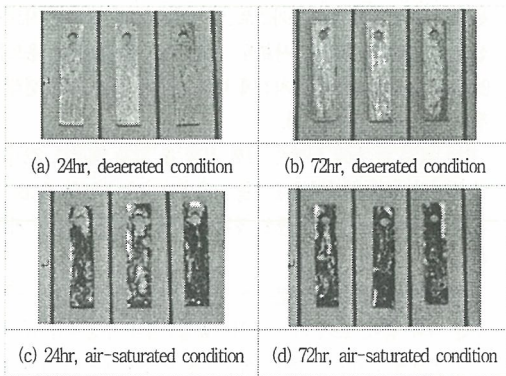 (a) 24hr, deaerated condition
(b) 72hr, deaerated condition
(c) 24hr, air-saturated condition
(d) 72hr, air-saturated condition